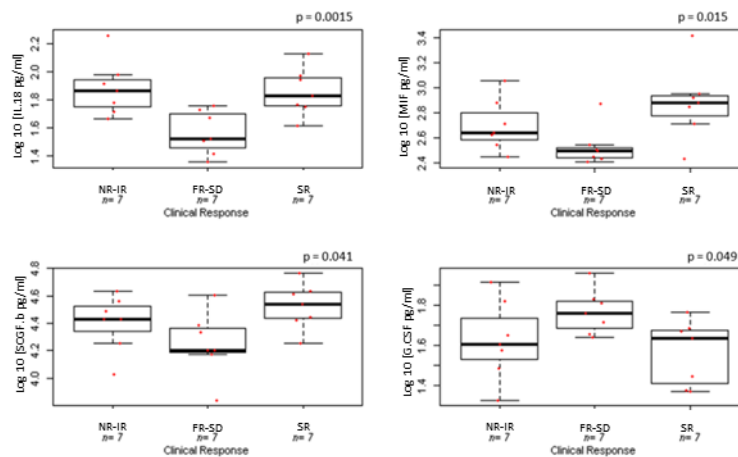 p = 0.0015
Log 10 [IL18 pg/ml]
2.2
2.0
1.8
1.6
1.4
NR-IR FR-SD SR
n= 7 n= 7 n= 7
Clinical Response
p = 0.015
Log 10 [MIF pg/ml]
3.4
3.2
3.0
2.8
2.6
2.4
NR-IR FR-SD SR
n= 7 n= 7 n= 7
Clinical Response
p = 0.041
Log 10 [SCGF.b pg/ml]
4.8
4.6
4.4
4.2
4.0
NR-IR FR-SD SR
n= 7 n= 7 n= 7
Clinical Response
p = 0.049
Log 10 [G.CSF pg/ml]
1.8
1.6
1.4
NR-IR FR-SD SR
n= 7 n= 7 n= 7
Clinical Response